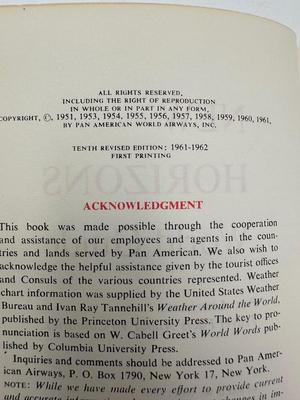 ALL RIGHTS RESERVED,
INCLUDING THE RIGHT OF REPRODUCTION
IN WHOLE OR IN PART IN ANY FORM,
COPYRIGHT, ©, 1951, 1953, 1954, 1955, 1956, 1957, 1958, 1959, 1960, 1961,
BY PAN AMERICAN WORLD AIRWAYS, INC.
TENTH REVISED EDITION: 1961-1962
FIRST PRINTING
ACKNOWLEDGMENT
This book was made possible through the cooperation
and assistance of our employees and agents in the coun-
tries and lands served by Pan American. We also wish to
acknowledge the helpful assistance given by the tourist offices
and Consuls of the various countries represented. Weather
chart information was supplied by the United States Weather
Bureau and Ivan Ray Tannehill's Weather Around the World,
published by the Princeton University Press. The key to pro-
nunciation is based on W. Cabell Greet's World Words pub-
lished by Columbia University Press.
Inquiries and comments should be addressed to Pan Amer-
ican Airways, P. O. Box 1790, New York 17, New York.
NOTE: While we have made every effort to provide current
and accurate information changes in im-